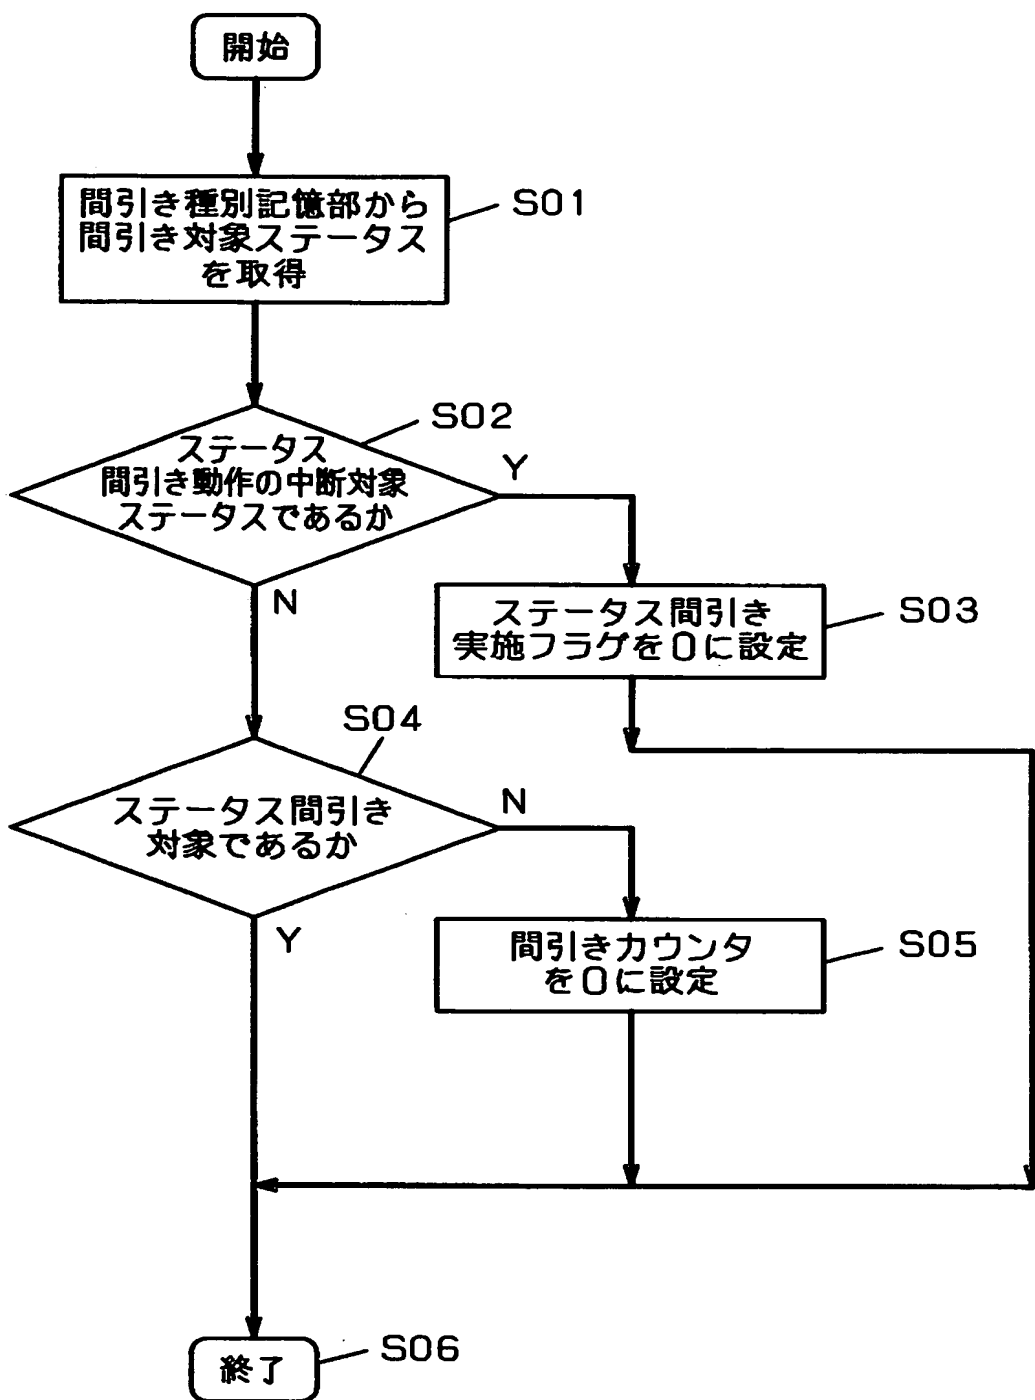 開始
間引き種別記憶部から
間引き対象ステータス
を取得
S01
ステータス
間引き動作の中断対象
ステータスであるか
S02
Y
N
ステータス間引き
実施フラグを0に設定
S03
S04
ステータス間引き
対象であるか
N
Y
間引きカウンタ
を0に設定
S05
終了
S06